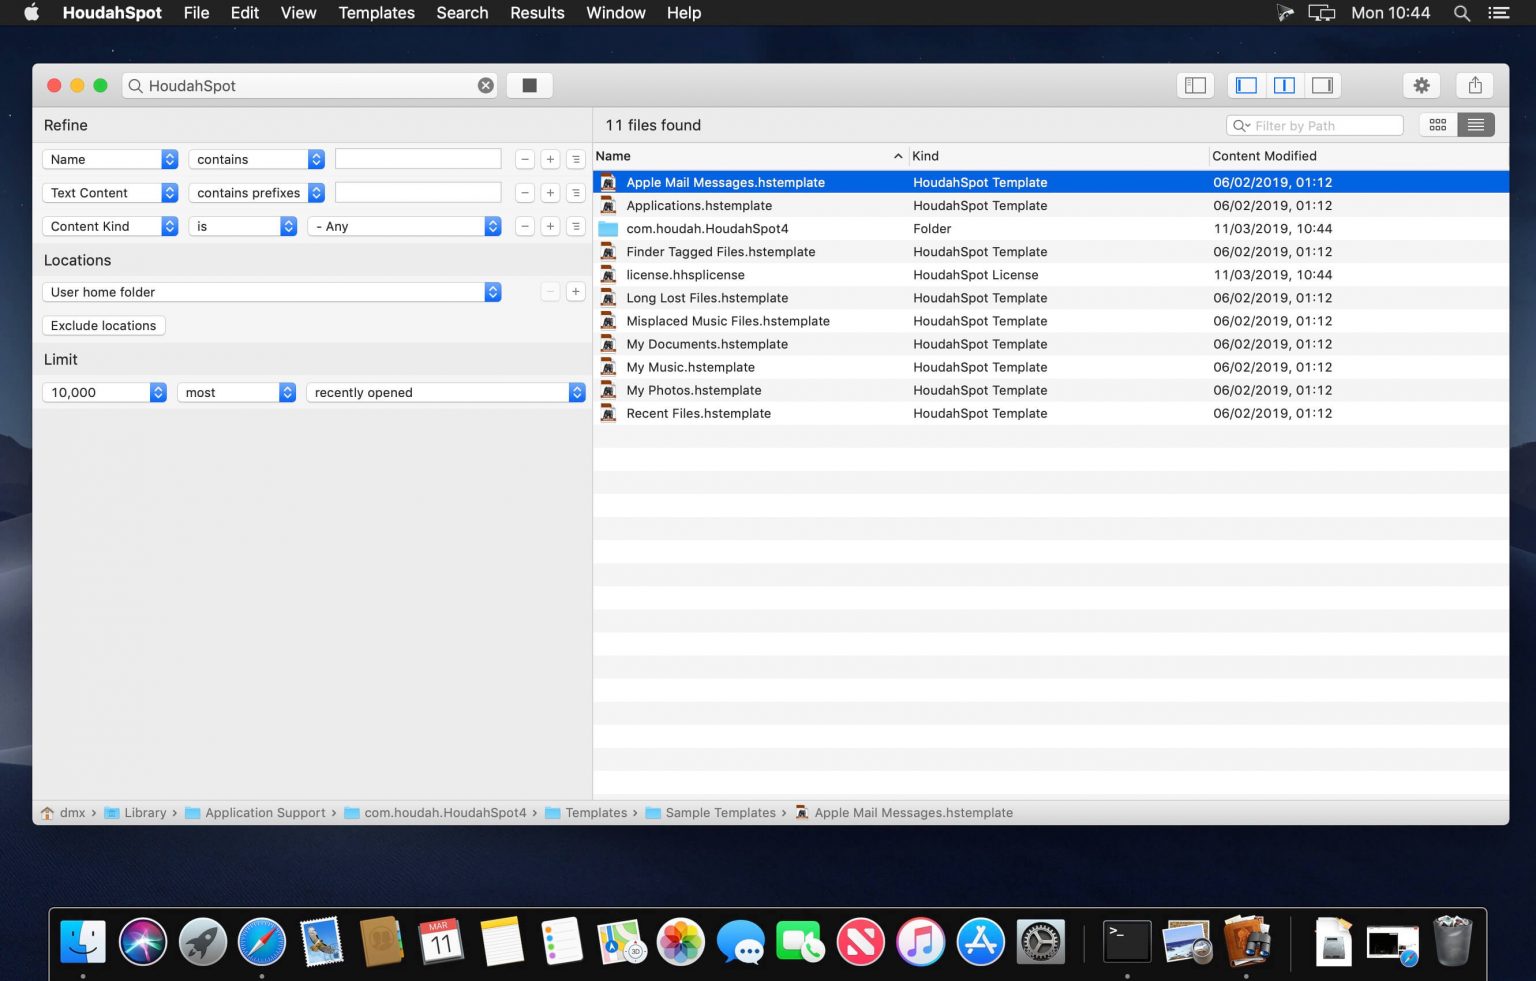 HoudahSpot File Edit View Templates Search Results Window Help Mon 10:44
HoudahSpot
Refine
Name contains
Text Content contains prefixes
Content Kind is - Any
Locations
User home folder
Exclude locations
Limit
10,000 most recently opened
11 files found Filter by Path
Name Kind Content Modified
Apple Mail Messages.hstemplate HoudahSpot Template 06/02/2019, 01:12
Applications.hstemplate HoudahSpot Template 06/02/2019, 01:12
com.houdah.HoudahSpot4 Folder 11/03/2019, 10:44
Finder Tagged Files.hstemplate HoudahSpot Template 06/02/2019, 01:12
license.hhsplicense HoudahSpot License 11/03/2019, 10:44
Long Lost Files.hstemplate HoudahSpot Template 06/02/2019, 01:12
Misplaced Music Files.hstemplate HoudahSpot Template 06/02/2019, 01:12
My Documents.hstemplate HoudahSpot Template 06/02/2019, 01:12
My Music.hstemplate HoudahSpot Template 06/02/2019, 01:12
My Photos.hstemplate HoudahSpot Template 06/02/2019, 01:12
Recent Files.hstemplate HoudahSpot Template 06/02/2019, 01:12
dmx › Library › Application Support › com.houdah.HoudahSpot4 › Templates › Sample Templates › Apple Mail Messages.hstemplate
MAR
11
3D
>_